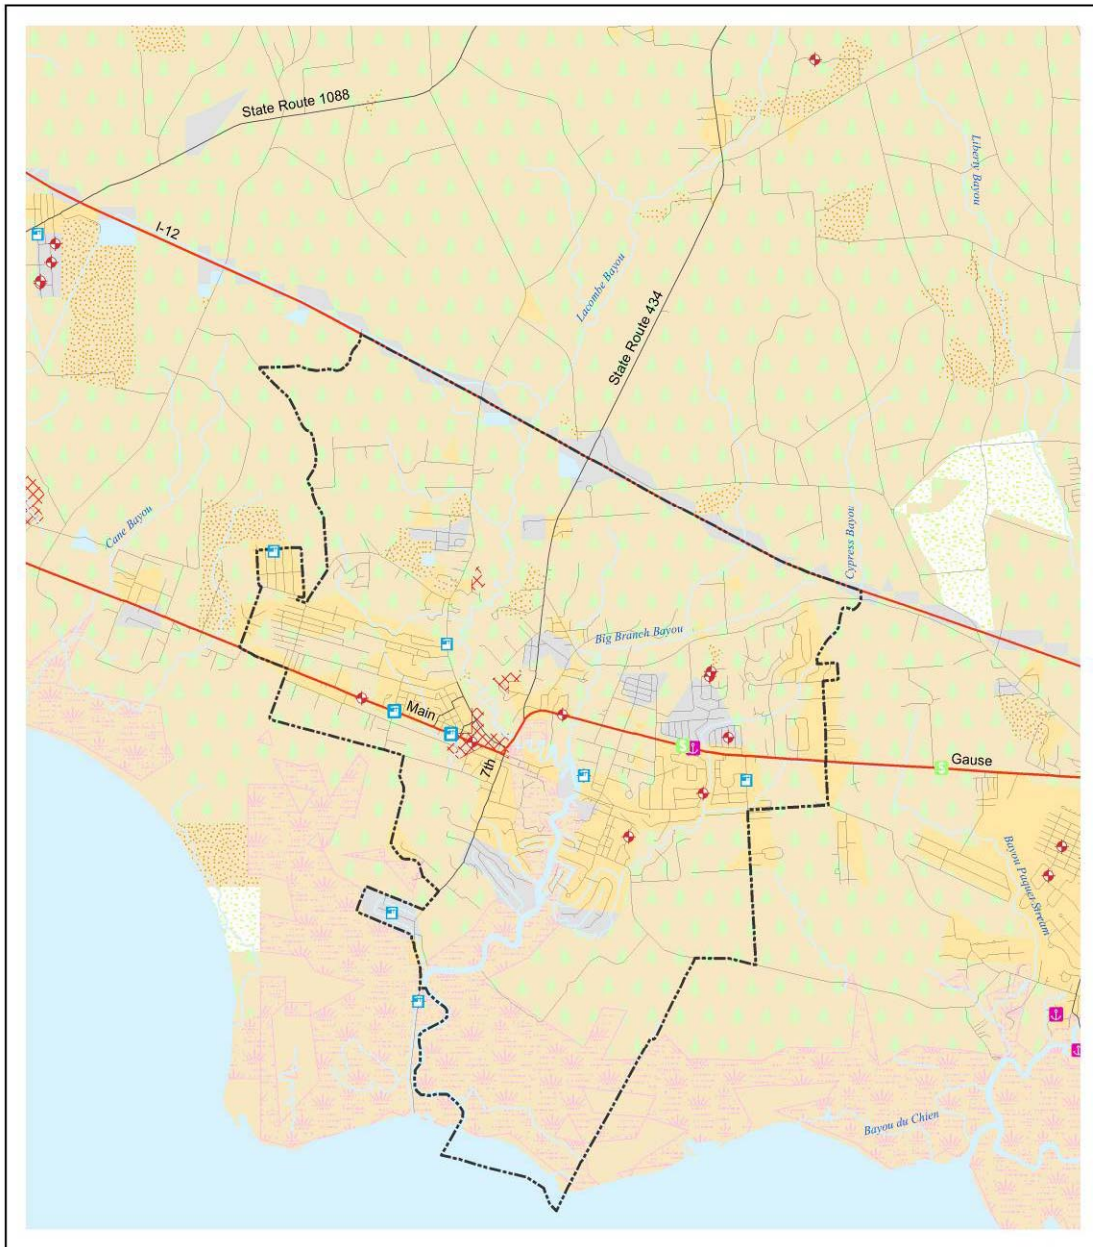 State Route 1088
Liberty Bayou
I-12
Lacombe Bayou
State Route 434
Cane Bayou
Cypress Bayou
Big Branch Bayou
Main
7th
Gause
Bayou Paquet Stream
Bayou du Chien